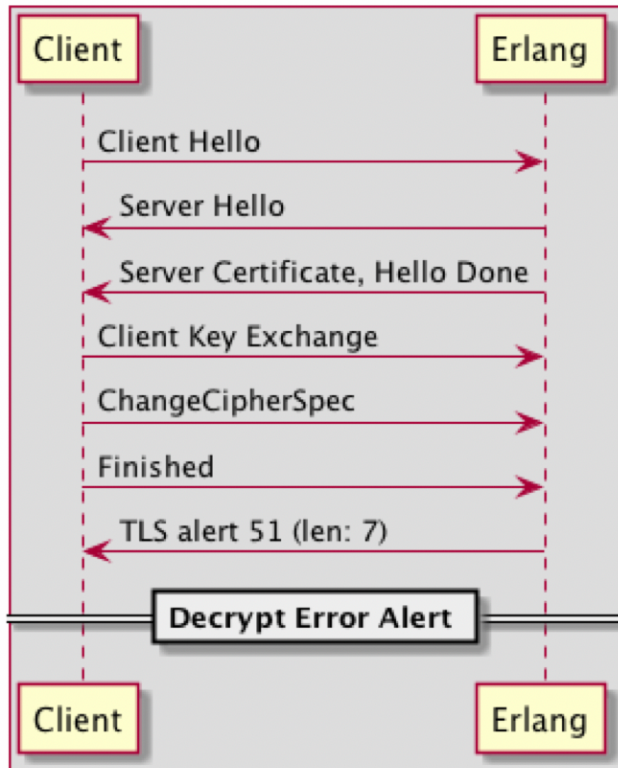 Client Erlang
Client Hello
Server Hello
Server Certificate, Hello Done
Client Key Exchange
ChangeCipherSpec
Finished
TLS alert 51 (len: 7)
Decrypt Error Alert
Client Erlang